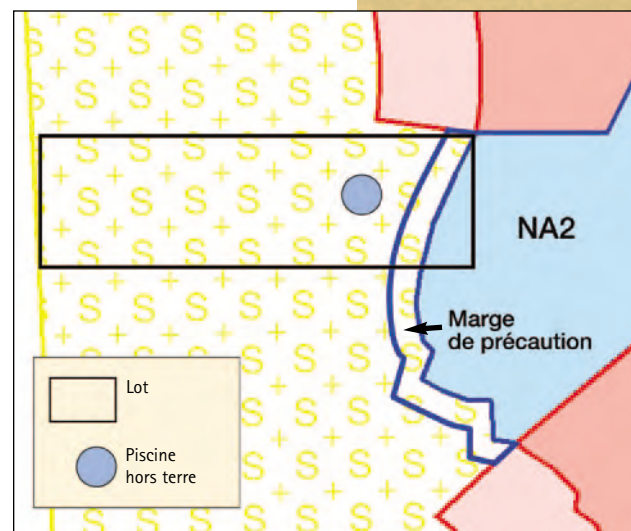 NA2
Marge
de précaution
Lot
Piscine
hors terre